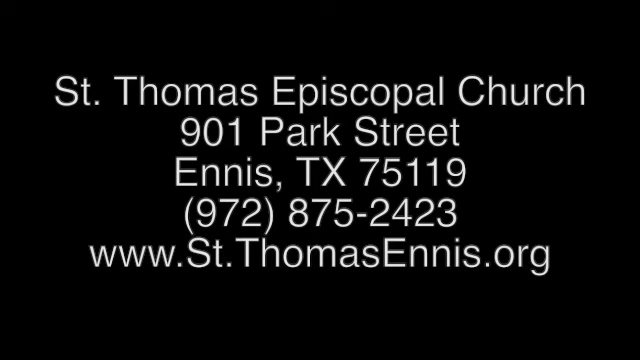 St. Thomas Episcopal Church
901 Park Street
Ennis, TX 75119
(972) 875-2423
www.St.ThomasEnnis.org